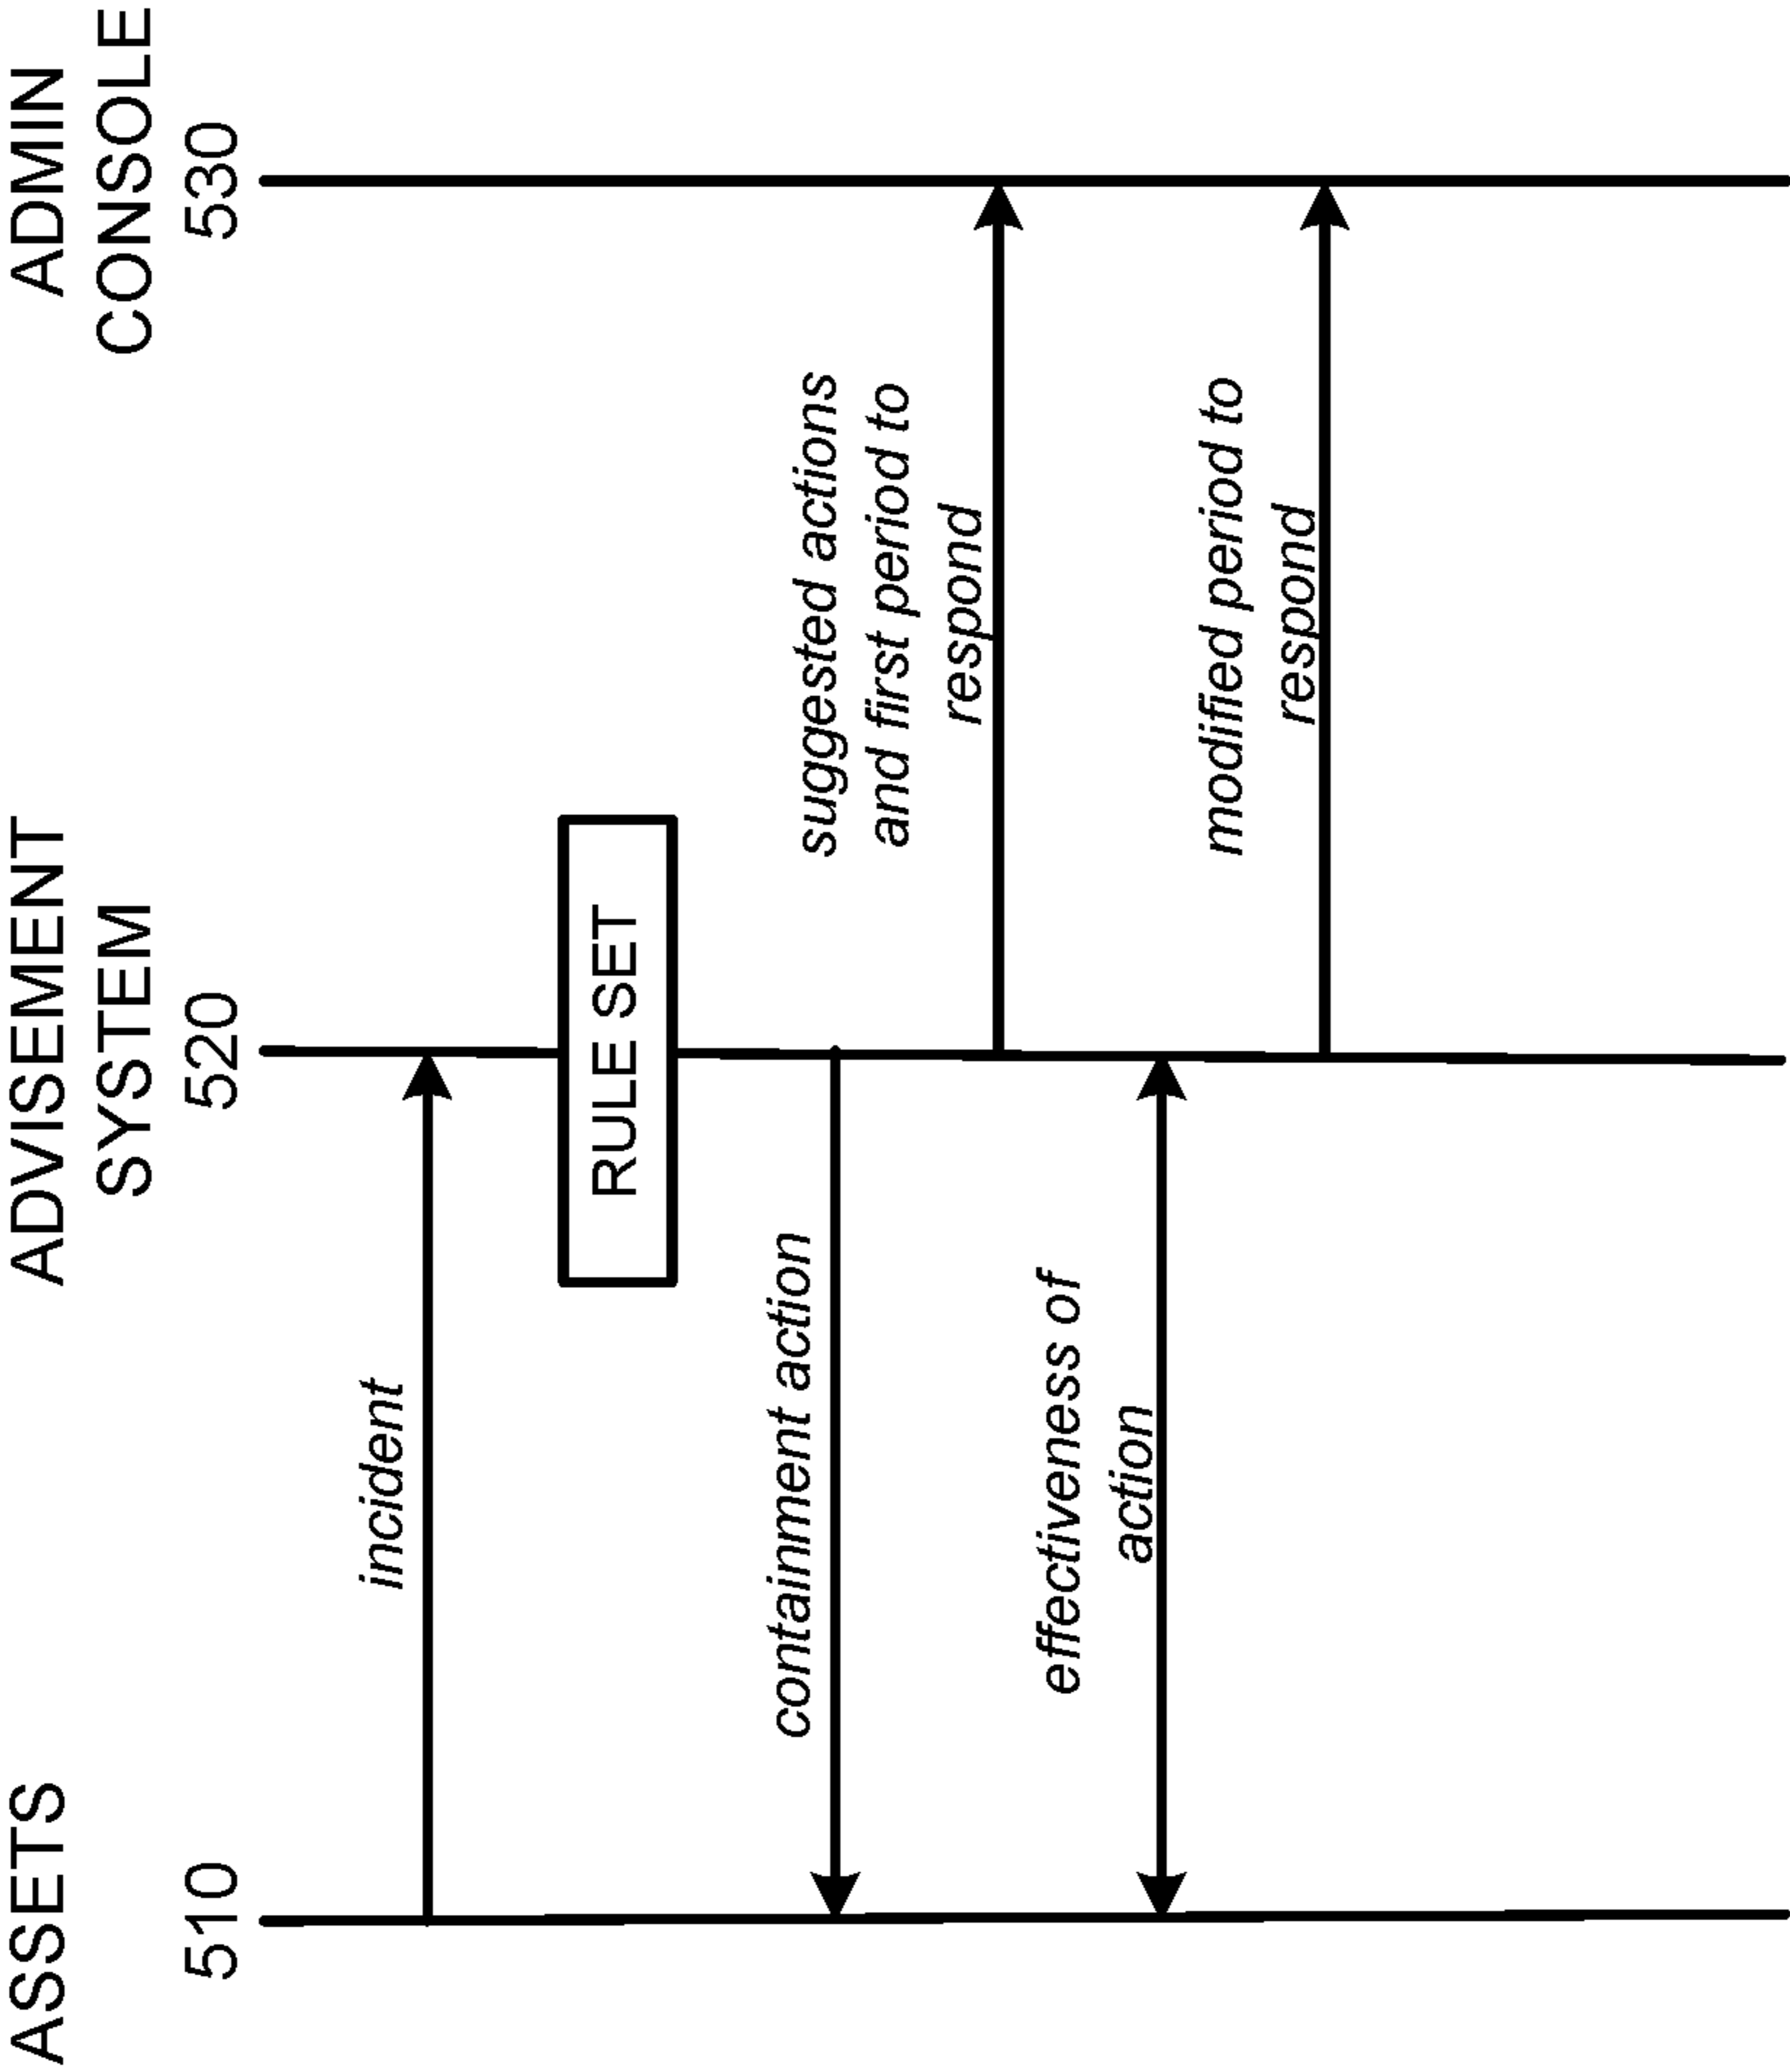 ASSETS
510
ADVISEMENT
SYSTEM
520
ADMIN
CONSOLE
530
incident
RULE SET
containment action
suggested actions
and first period to
respond
effectiveness of
action
modified period to
respond